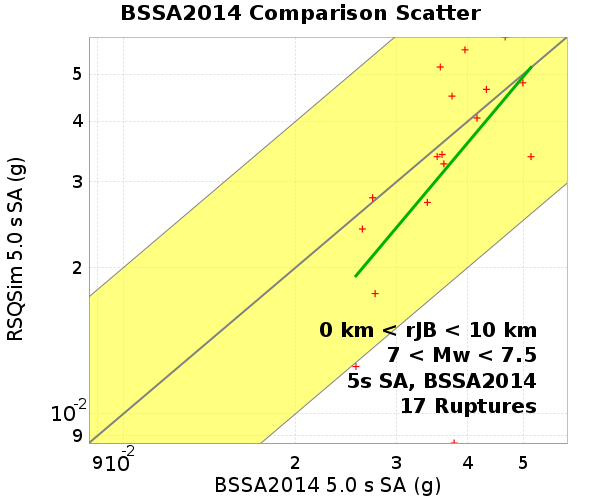 BSSA2014 Comparison Scatter
RSQSim 5.0 s SA (g)
5
4
3
2
10-2
9
0 km < rJB < 10 km
7 < Mw < 7.5
5s SA, BSSA2014
17 Ruptures
9 10-2 2 3 4 5
BSSA2014 5.0 s SA (g)